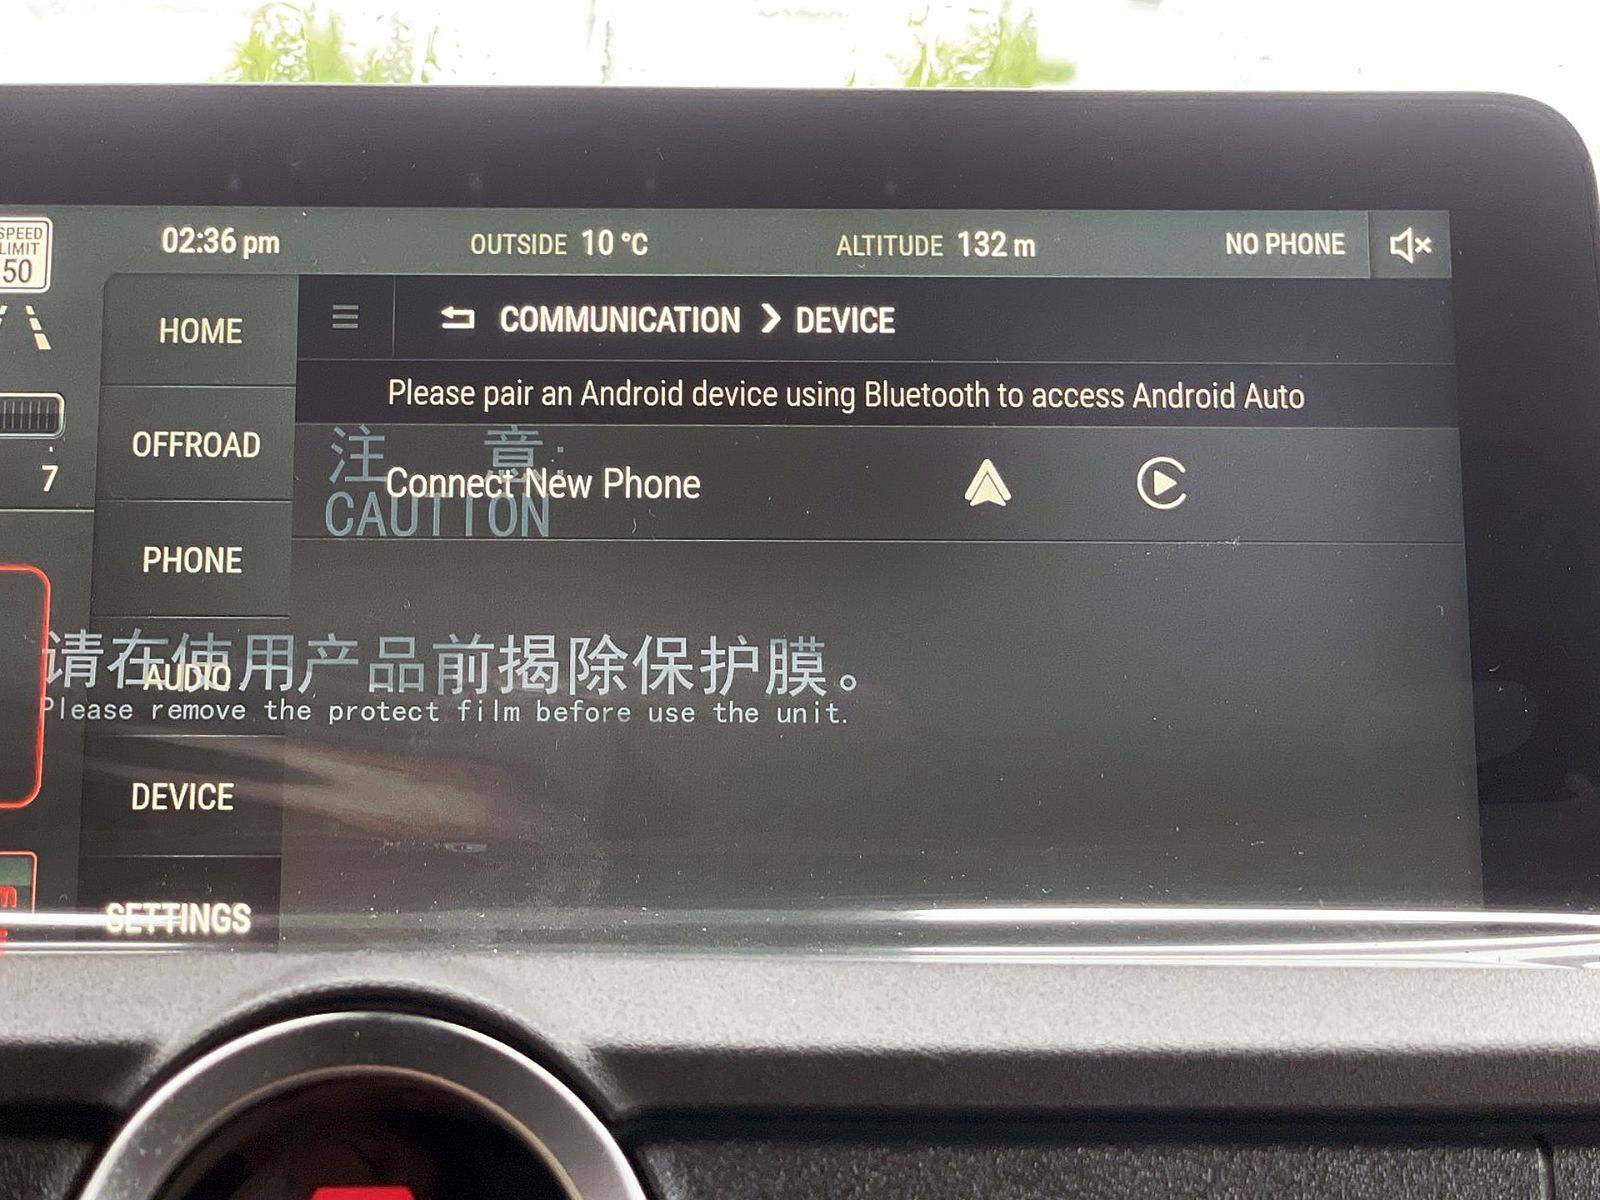 SPEED
LIMIT
50
02:36 pm
OUTSIDE 10 °C
ALTITUDE 132 m
NO PHONE
HOME
COMMUNICATION > DEVICE
Please pair an Android device using Bluetooth to access Android Auto
OFFROAD
7
注 意:
Connect New Phone
CAUTION
PHONE
请在使用产品前揭除保护膜。
AUDIO
Please remove the protect film before use the unit.
DEVICE
m
SETTINGS